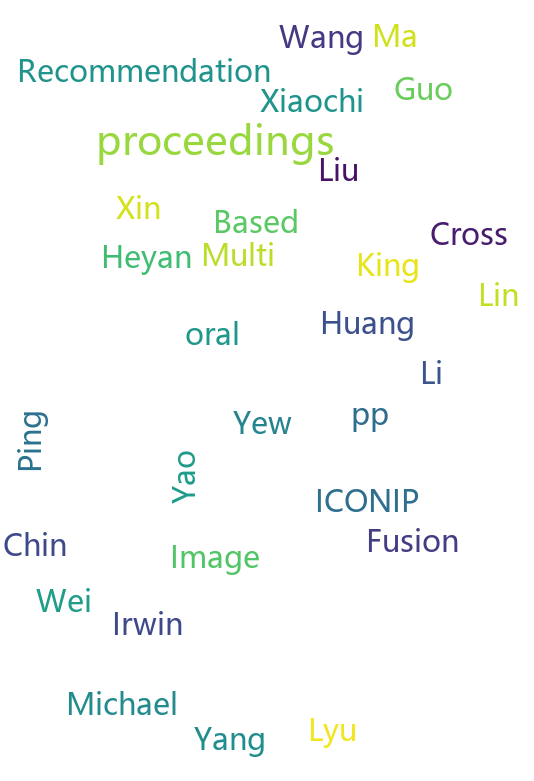 Wang Ma
Recommendation
Guo
Xiaochi
proceedings
Liu
Xin
Based
Cross
Heyan Multi
King
Lin
Huang
oral
Li
pp
Yew
Ping
Yao
ICONIP
Fusion
Chin
Image
Wei
Irwin
Michael
Lyu
Yang